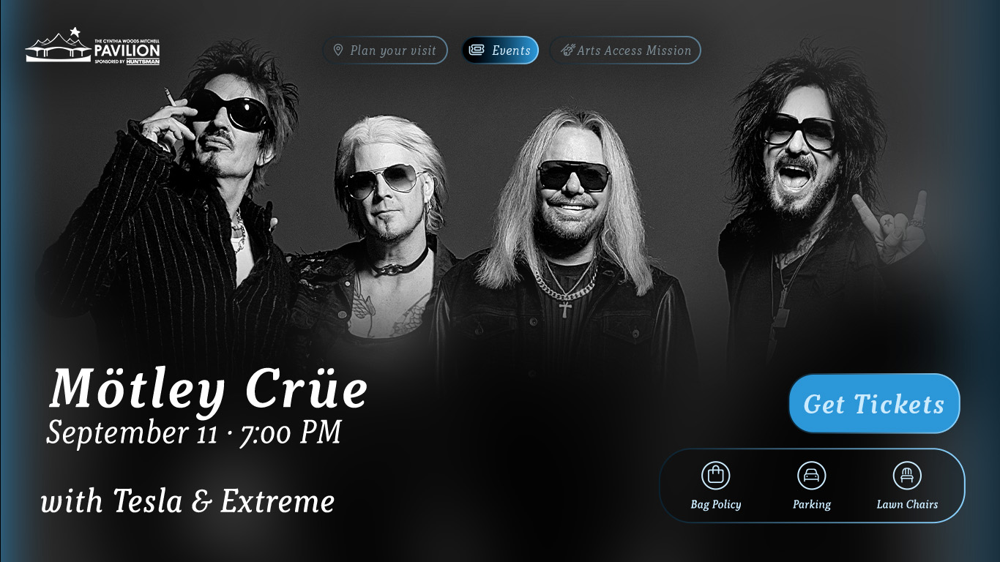 THE CYNTHIA WOODS MITCHELL
PAVILION
SPONSORED BY HUNTSMAN
Plan your visit
Events
Arts Access Mission
Mötley Crüe
September 11 · 7:00 PM
with Tesla & Extreme
Get Tickets
Bag Policy
Parking
Lawn Chairs